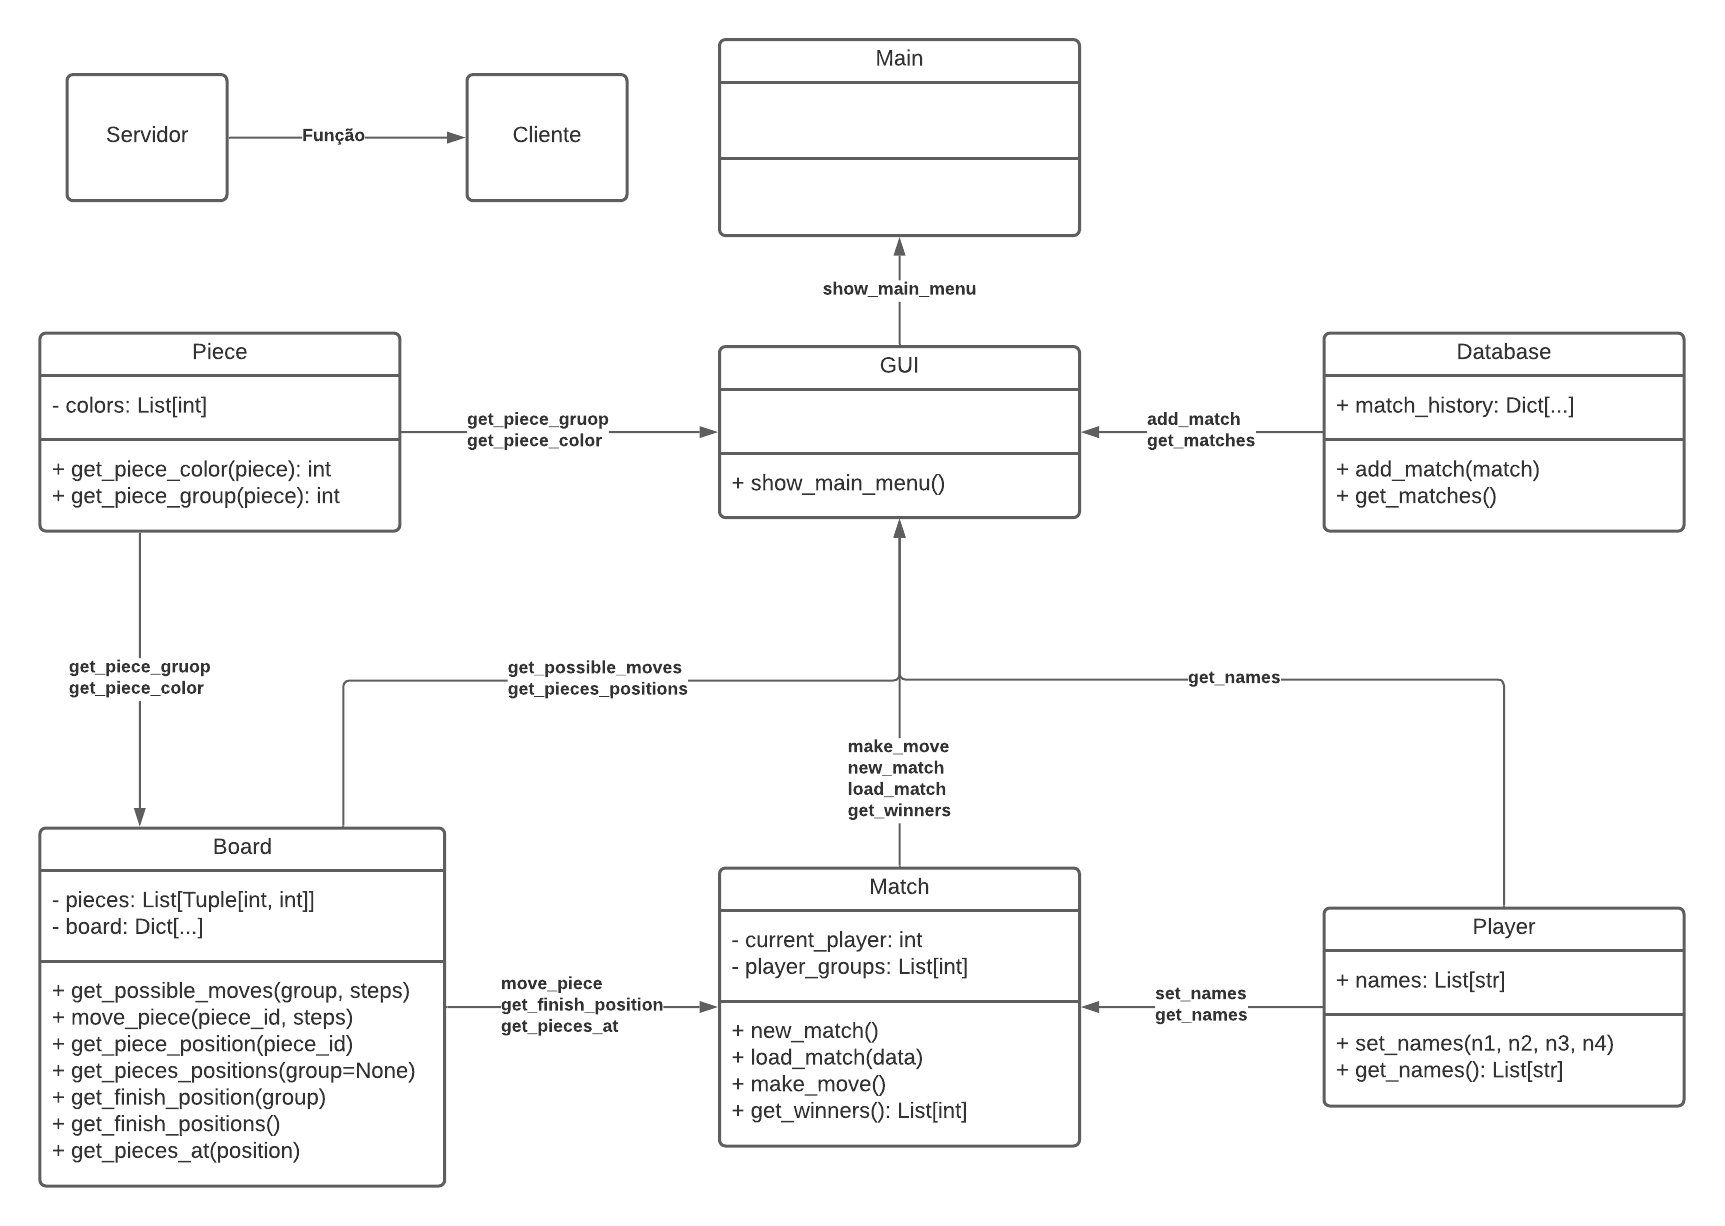 Servidor
Função
Cliente
Main
show_main_menu
Piece
- colors: List[int]
+ get_piece_color(piece): int
+ get_piece_group(piece): int
get_piece_gruop
get_piece_color
GUI
+ show_main_menu()
add_match
get_matches
Database
+ match_history: Dict[...]
+ add_match(match)
+ get_matches()
get_piece_gruop
get_piece_color
get_possible_moves
get_pieces_positions
get_names
make_move
new_match
load_match
get_winners
Board
- pieces: List[Tuple[int, int]]
- board: Dict[...]
+ get_possible_moves(group, steps)
+ move_piece(piece_id, steps)
+ get_piece_position(piece_id)
+ get_pieces_positions(group=None)
+ get_finish_position(group)
+ get_finish_positions()
+ get_pieces_at(position)
move_piece
get_finish_position
get_pieces_at
Match
- current_player: int
- player_groups: List[int]
+ new_match()
+ load_match(data)
+ make_move()
+ get_winners(): List[int]
set_names
get_names
Player
+ names: List[str]
+ set_names(n1, n2, n3, n4)
+ get_names(): List[str]